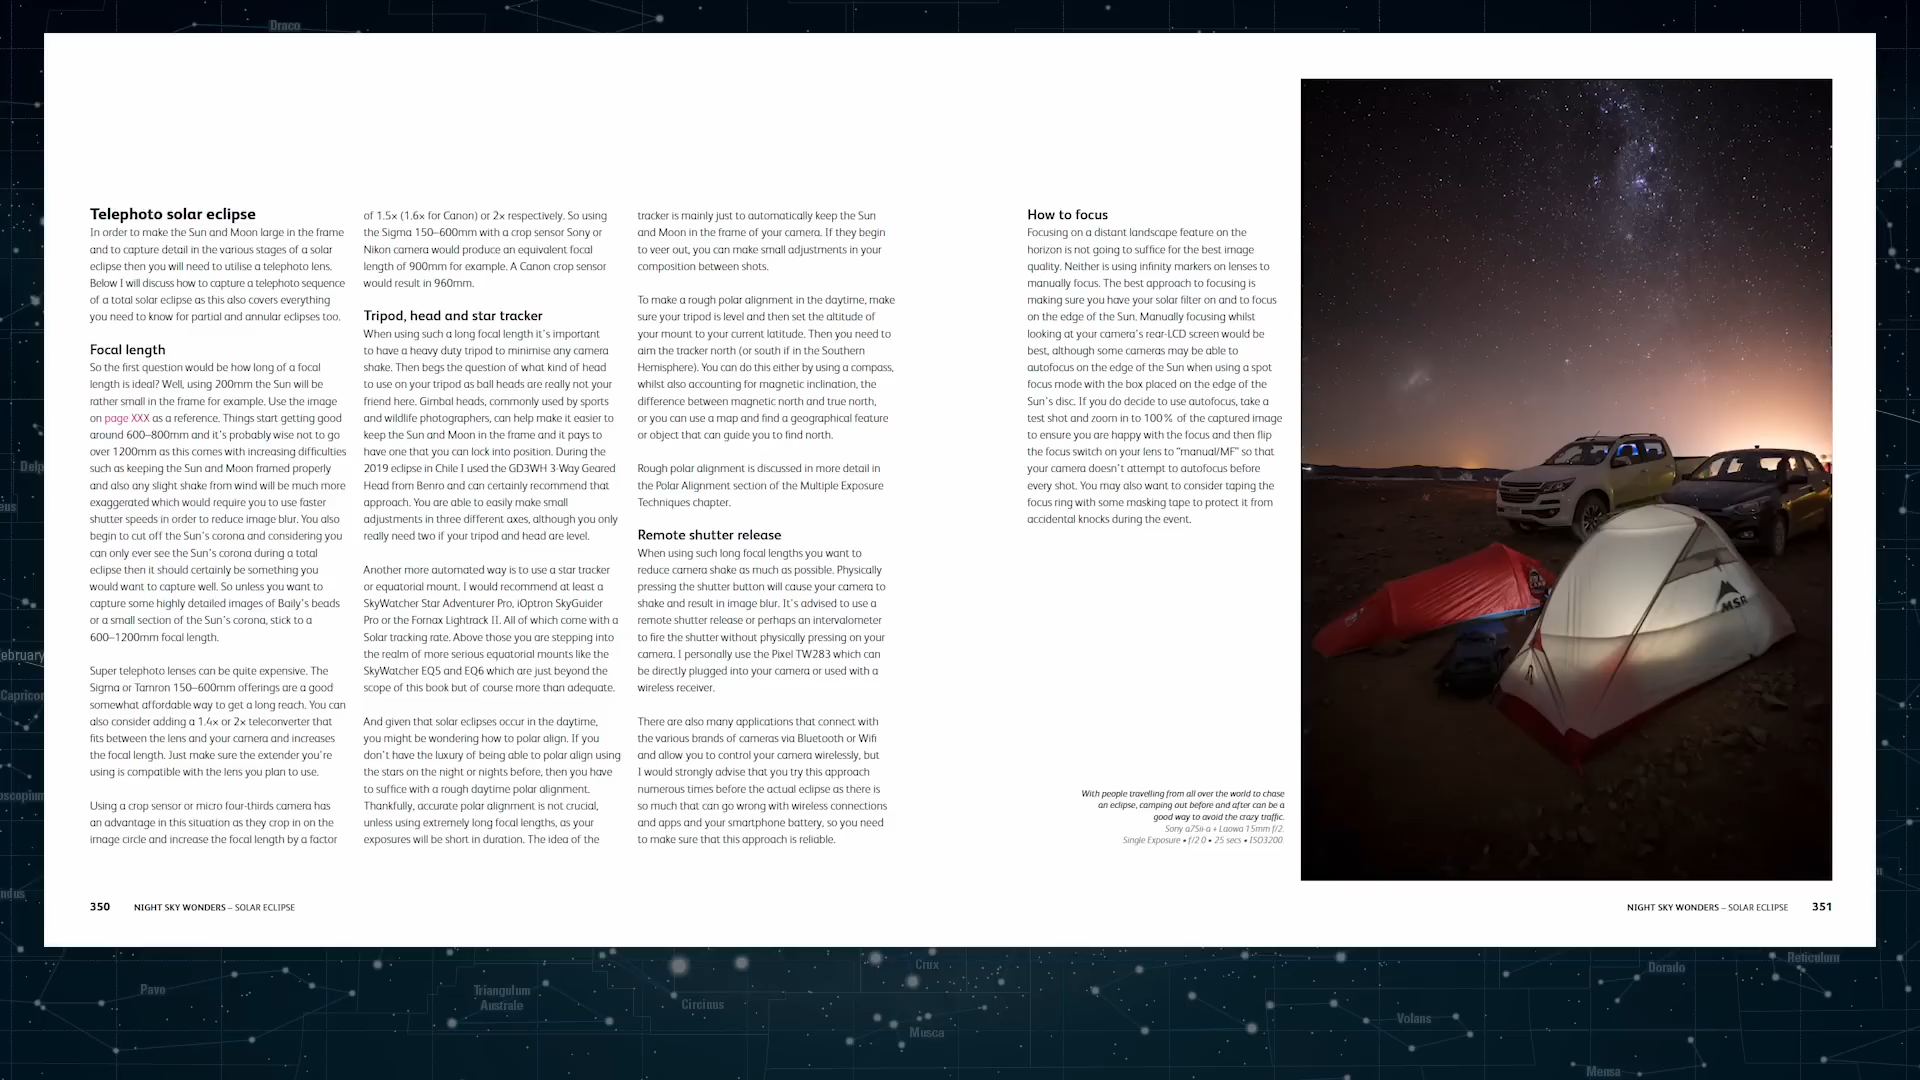 Draco
Telephoto solar eclipse
In order to make the Sun and Moon large in the frame
and to capture detail in the various stages of a solar
eclipse then you will need to utilise a telephoto lens.
Below I will discuss how to capture a telephoto sequence
of a total solar eclipse as this also covers everything
you need to know for partial and annular eclipses too.
Focal length
So the first question would be how long of a focal
length is ideal? Well, using 200mm the Sun will be
rather small in the frame for example. Use the image
on page XXX as a reference. Things start getting good
around 600–800mm and it's probably wise not to go
over 1200mm as this comes with increasing difficulties
such as keeping the Sun and Moon framed properly
and also any slight shake from wind will be much more
exaggerated which would require you to use faster
shutter speeds in order to reduce image blur. You also
begin to cut off the Sun's corona and considering you
can only ever see the Sun's corona during a total
eclipse then it should certainly be something you
would want to capture well. So unless you want to
capture some highly detailed images of Baily's beads
or a small section of the Sun's corona, stick to a
600–1200mm focal length.
Super telephoto lenses can be quite expensive. The
Sigma or Tamron 150–600mm offerings are a good
somewhat affordable way to get a long reach. You can
also consider adding a 1.4x or 2x teleconverter that
fits between the lens and your camera and increases
the focal length. Just make sure the extender you're
using is compatible with the lens you plan to use.
Using a crop sensor or micro four-thirds camera has
an advantage in this situation as they crop in on the
image circle and increase the focal length by a factor
of 1.5x (1.6x for Canon) or 2x respectively. So using
the Sigma 150–600mm with a crop sensor Sony or
Nikon camera would produce an equivalent focal
length of 900mm for example. A Canon crop sensor
would result in 960mm.
Tripod, head and star tracker
When using such a long focal length it's important
to have a heavy duty tripod to minimise any camera
shake. Then begs the question of what kind of head
to use on your tripod as ball heads are really not your
friend here. Gimbal heads, commonly used by sports
and wildlife photographers, can help make it easier to
keep the Sun and Moon in the frame and it pays to
have one that you can lock into position. During the
2019 eclipse in Chile I used the GD3WH 3-Way Geared
Head from Benro and can certainly recommend that
approach. You are able to easily make small
adjustments in three different axes, although you only
really need two if your tripod and head are level.
Another more automated way is to use a star tracker
or equatorial mount. I would recommend at least a
SkyWatcher Star Adventurer Pro, iOptron SkyGuider
Pro or the Fornax Lightrack II. All of which come with a
Solar tracking rate. Above those you are stepping into
the realm of more serious equatorial mounts like the
SkyWatcher EQ5 and EQ6 which are just beyond the
scope of this book but of course more than adequate.
And given that solar eclipses occur in the daytime,
you might be wondering how to polar align. If you
don't have the luxury of being able to polar align using
the stars on the night or nights before, then you have
to suffice with a rough daytime polar alignment.
Thankfully, accurate polar alignment is not crucial,
unless using extremely long focal lengths, as your
exposures will be short in duration. The idea of the
tracker is mainly just to automatically keep the Sun
and Moon in the frame of your camera. If they begin
to veer out, you can make small adjustments in your
composition between shots.
To make a rough polar alignment in the daytime, make
sure your tripod is level and then set the altitude of
your mount to your current latitude. Then you need to
aim the tracker north (or south if in the Southern
Hemisphere). You can do this either by using a compass,
whilst also accounting for magnetic inclination, the
difference between magnetic north and true north,
or you can use a map and find a geographical feature
or object that can guide you to find north.
Rough polar alignment is discussed in more detail in
the Polar Alignment section of the Multiple Exposure
Techniques chapter.
Remote shutter release
When using such long focal lengths you want to
reduce camera shake as much as possible. Physically
pressing the shutter button will cause your camera to
shake and result in image blur. It's advised to use a
remote shutter release or perhaps an intervalometer
to fire the shutter without physically pressing on your
camera. I personally use the Pixel TW283 which can
be directly plugged into your camera or used with a
wireless receiver.
There are also many applications that connect with
the various brands of cameras via Bluetooth or Wifi
and allow you to control your camera wirelessly, but
I would strongly advise that you try this approach
numerous times before the actual eclipse as there is
so much that can go wrong with wireless connections
and apps and your smartphone battery, so you need
to make sure that this approach is reliable.
How to focus
Focusing on a distant landscape feature on the
horizon is not going to suffice for the best image
quality. Neither is using infinity markers on lenses to
manually focus. The best approach to focusing is
making sure you have your solar filter on and to focus
on the edge of the Sun. Manually focusing whilst
looking at your camera's rear-LCD screen would be
best, although some cameras may be able to
autofocus on the edge of the Sun when using a spot
focus mode with the box placed on the edge of the
Sun's disc. If you do decide to use autofocus, take a
test shot and zoom in to 100% of the captured image
to ensure you are happy with the focus and then flip
the focus switch on your lens to "manual/MF" so that
your camera doesn't attempt to autofocus before
every shot. You may also want to consider taping the
focus ring with some masking tape to protect it from
accidental knocks during the event.
With people travelling from all over the world to chase
an eclipse, camping out before and after can be a
good way to avoid the crazy traffic.
Sony a7Sii-a + Laowa 15mm f/2.
Single Exposure • f/2.0 • 25 secs • ISO3200.
MSR
350 NIGHT SKY WONDERS – SOLAR ECLIPSE
NIGHT SKY WONDERS – SOLAR ECLIPSE 351
Pavo
Triangulum
Australe
Circinus
Crux
Musca
Volans
Dorado
Reticulum
Mensa